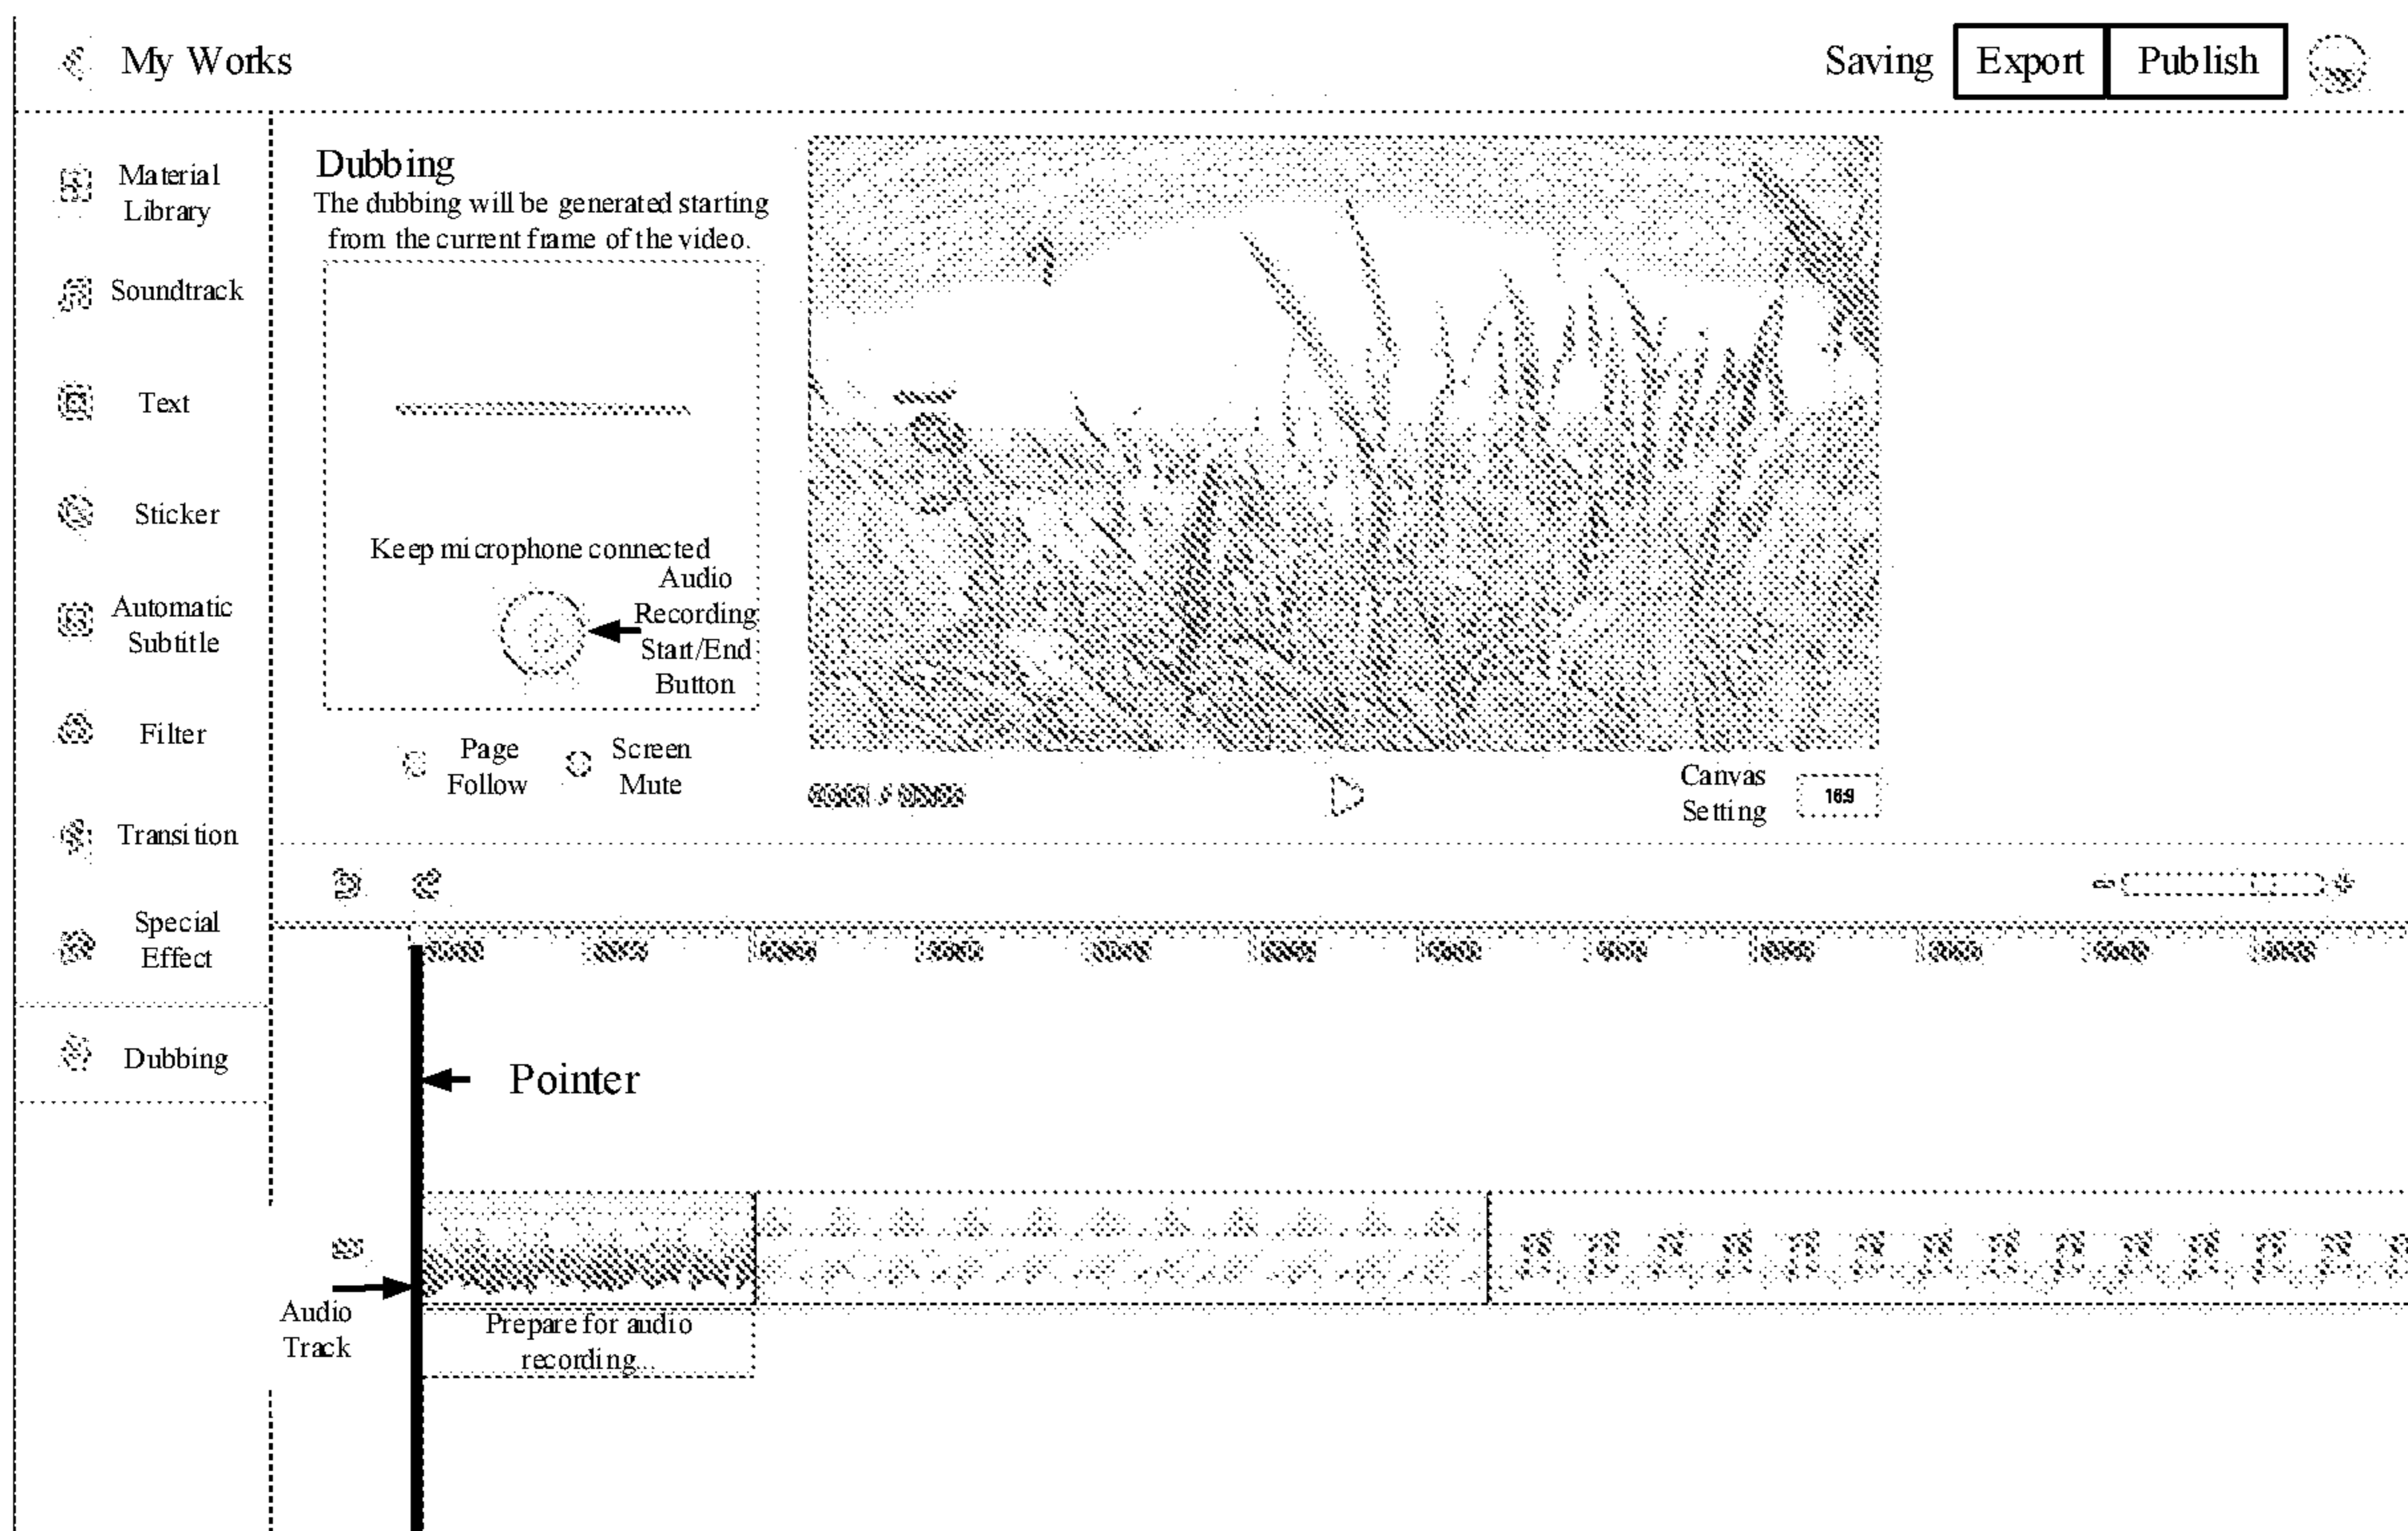 My Works
Saving
Export
Publish
Material
Library
Soundtrack
Text
Sticker
Automatic
Subtitle
Filter
Transition
Special
Effect
Dubbing
Dubbing
The dubbing will be generated starting
from the current frame of the video.
Keep microphone connected
Audio
Recording
Start/End
Button
Page
Follow
Screen
Mute
Canvas
Setting
16:9
Pointer
Audio
Track
Prepare for audio
recording...